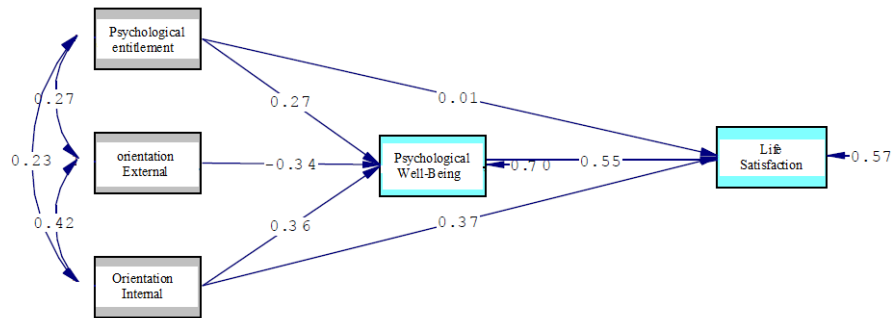 Psychological
entitlement
0.27
0.27
0.01
orientation
External
-0.34
Psychological
Well-Being
0.70
0.55
Life
Satisfaction
0.57
0.23
0.42
0.36
0.37
Orientation
Internal